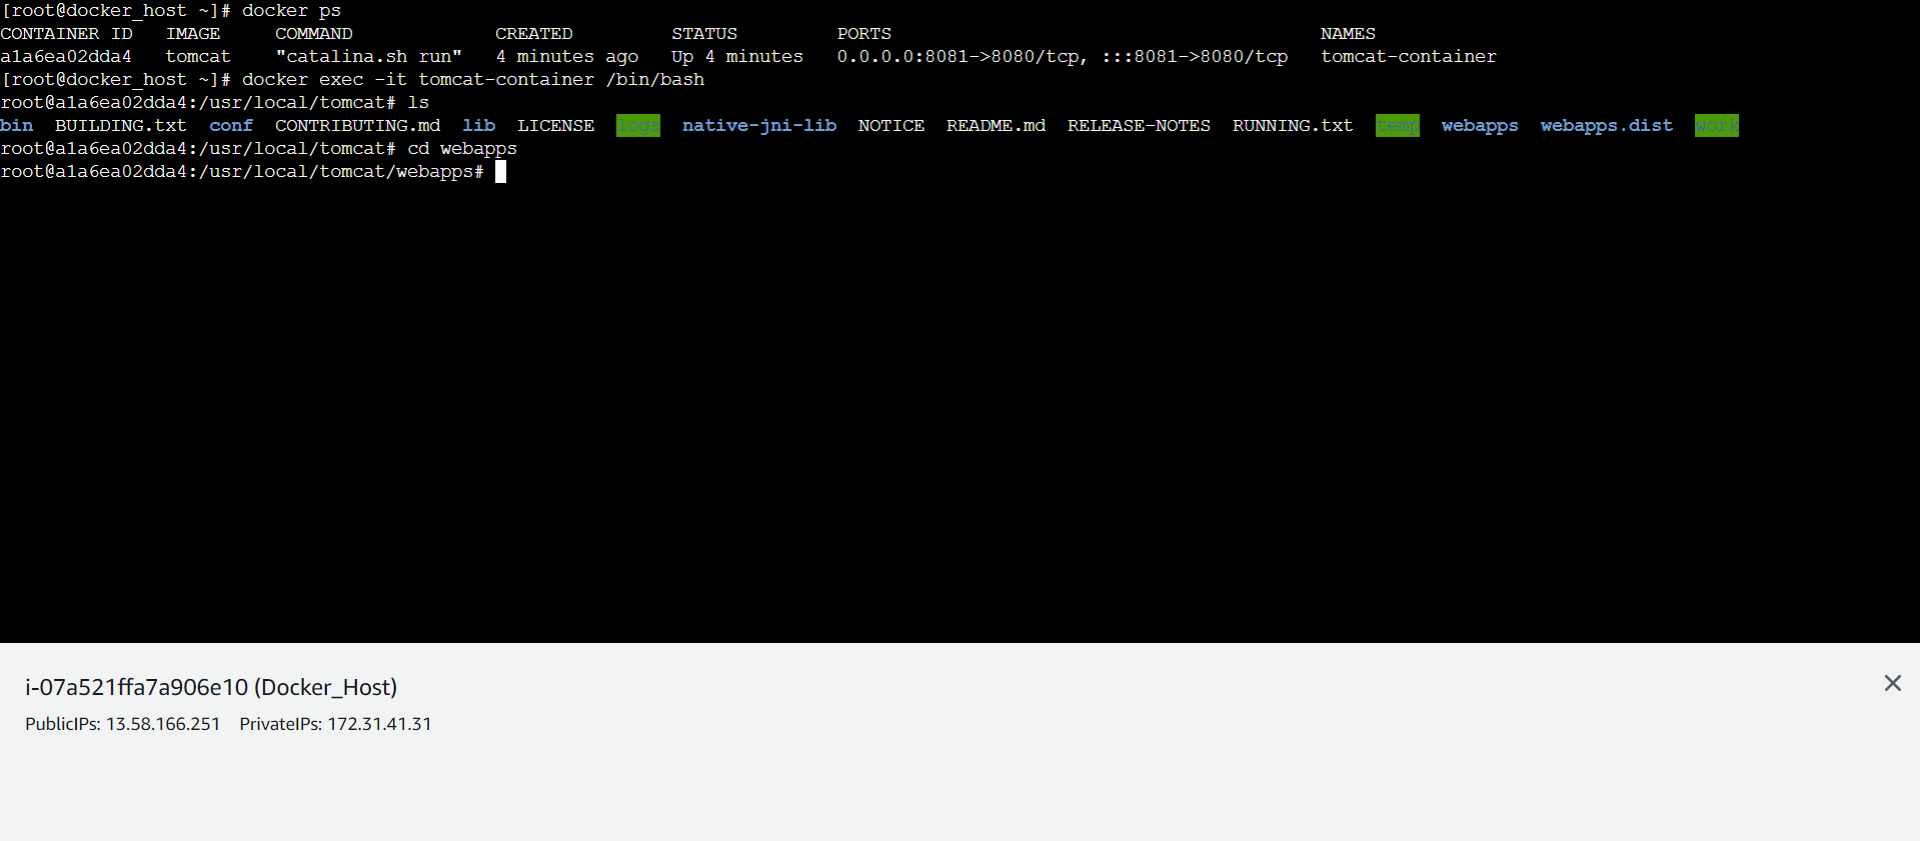 [root@docker_host ~]# docker ps
CONTAINER ID   IMAGE     COMMAND             CREATED         STATUS         PORTS                                       NAMES
a1a6ea02dda4   tomcat    "catalina.sh run"   4 minutes ago   Up 4 minutes   0.0.0.0:8081->8080/tcp, :::8081->8080/tcp   tomcat-container
[root@docker_host ~]# docker exec -it tomcat-container /bin/bash
root@a1a6ea02dda4:/usr/local/tomcat# ls
bin  BUILDING.txt  conf  CONTRIBUTING.md  lib  LICENSE  logs  native-jni-lib  NOTICE  README.md  RELEASE-NOTES  RUNNING.txt  temp  webapps  webapps.dist  work
root@a1a6ea02dda4:/usr/local/tomcat# cd webapps
root@a1a6ea02dda4:/usr/local/tomcat/webapps#
i-07a521ffa7a906e10 (Docker_Host)
PublicIPs: 13.58.166.251   PrivateIPs: 172.31.41.31